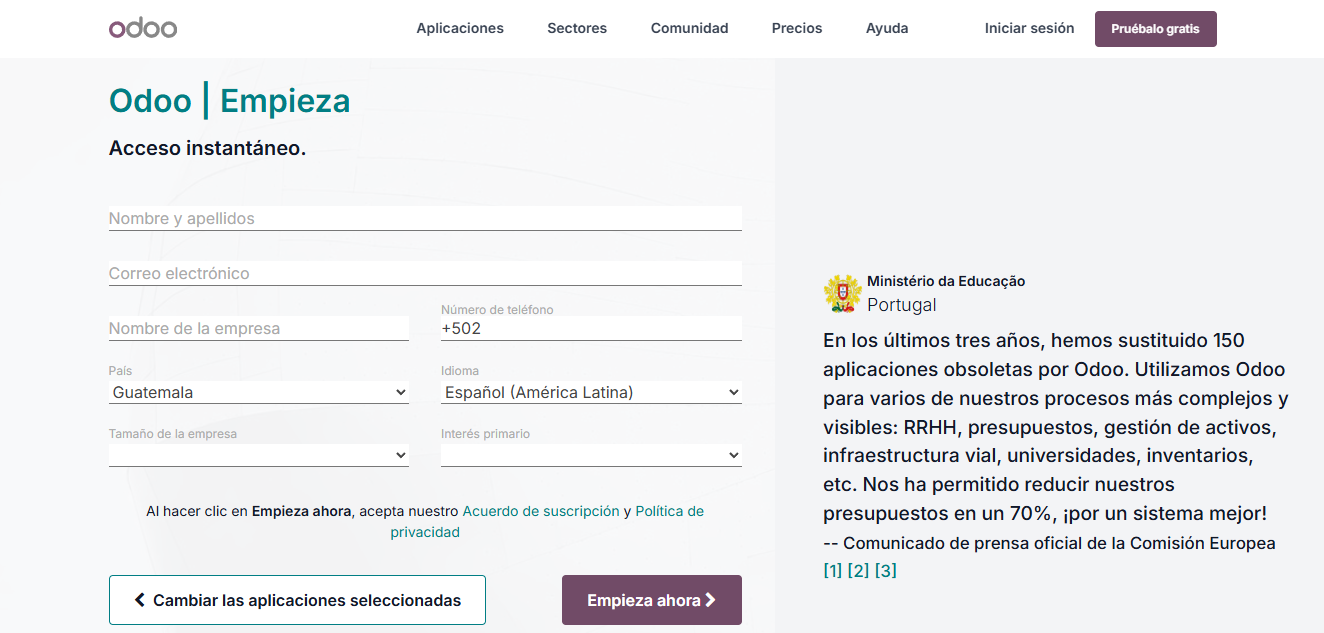 odoo
Aplicaciones
Sectores
Comunidad
Precios
Ayuda
Iniciar sesión
Pruébalo gratis
Odoo | Empieza
Acceso instantáneo.
Nombre y apellidos
Correo electrónico
Nombre de la empresa
Número de teléfono
+502
País
Guatemala
Idioma
Español (América Latina)
Tamaño de la empresa
Interés primario
Al hacer clic en Empieza ahora, acepta nuestro Acuerdo de suscripción y Política de
privacidad
Cambiar las aplicaciones seleccionadas
Empieza ahora
Ministério da Educação
Portugal
En los últimos tres años, hemos sustituido 150
aplicaciones obsoletas por Odoo. Utilizamos Odoo
para varios de nuestros procesos más complejos y
visibles: RRHH, presupuestos, gestión de activos,
infraestructura vial, universidades, inventarios,
etc. Nos ha permitido reducir nuestros
presupuestos en un 70%, ¡por un sistema mejor!
-- Comunicado de prensa oficial de la Comisión Europea
[1] [2] [3]